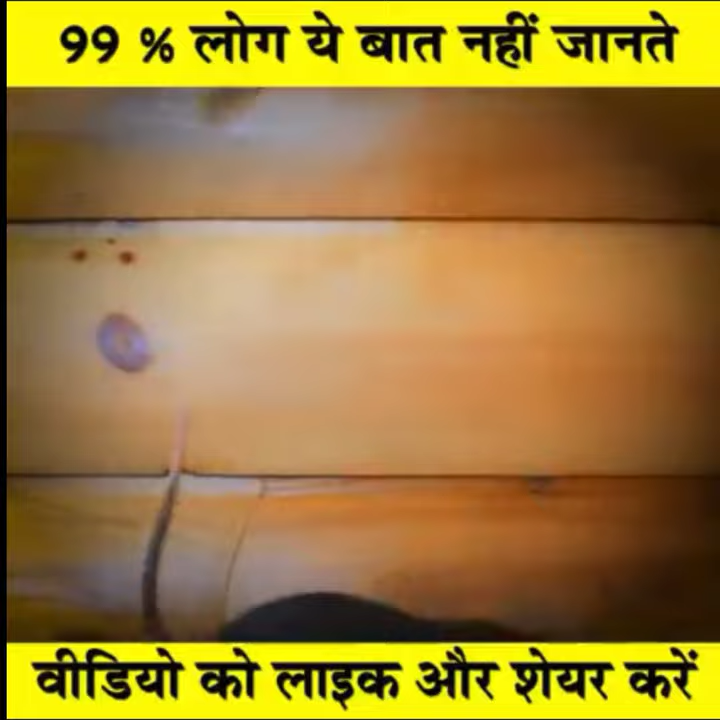 99 % लोग ये बात नहीं जानते
वीडियो को लाइक और शेयर करें